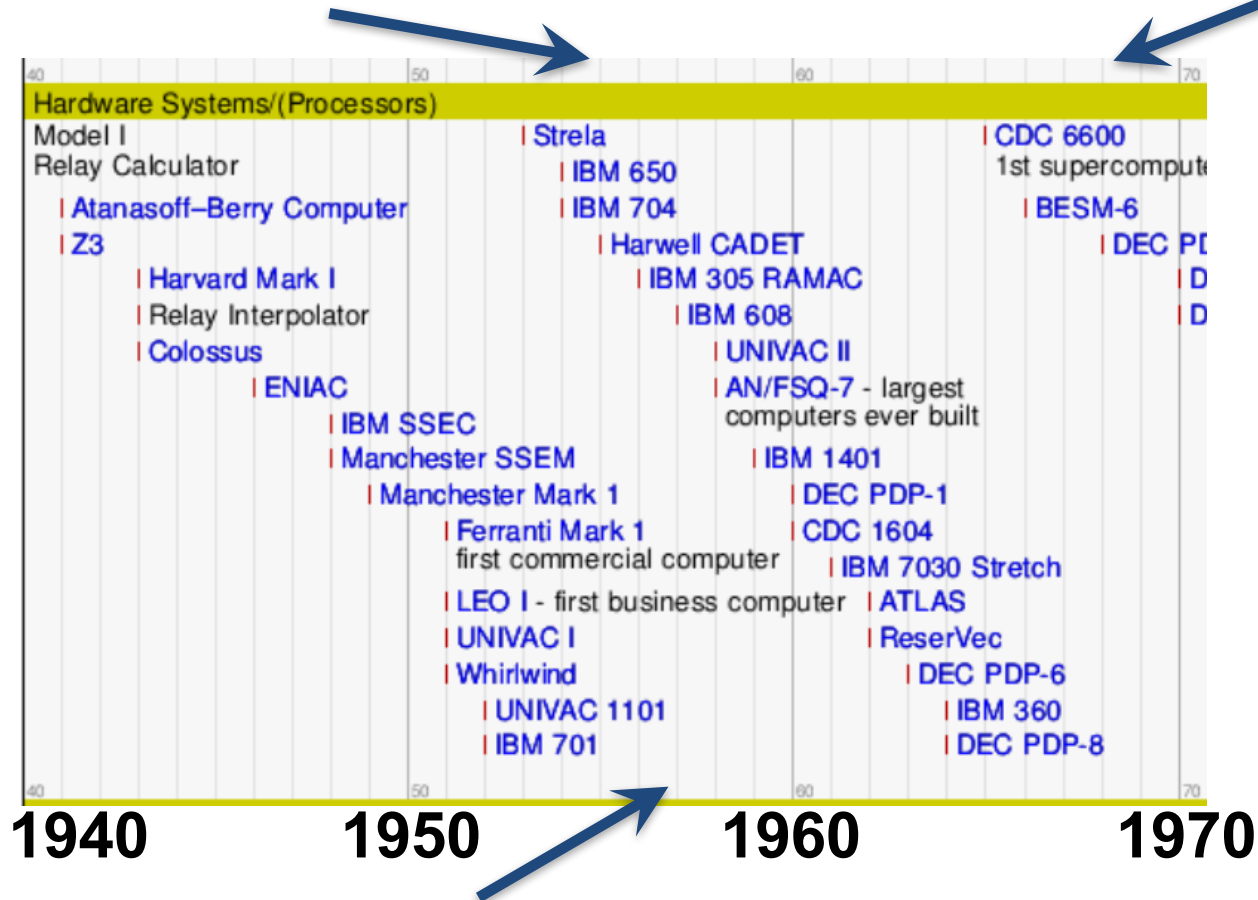 40 50 60 70
Hardware Systems/(Processors)
Model I
Relay Calculator
Atanasoff–Berry Computer
Z3
Harvard Mark I
Relay Interpolator
Colossus
ENIAC
IBM SSEC
Manchester SSEM
Manchester Mark 1
Ferranti Mark 1
first commercial computer
LEO I - first business computer
UNIVAC I
Whirlwind
UNIVAC 1101
IBM 701
Strela
IBM 650
IBM 704
Harwell CADET
IBM 305 RAMAC
IBM 608
UNIVAC II
AN/FSQ-7 - largest
computers ever built
IBM 1401
DEC PDP-1
CDC 1604
IBM 7030 Stretch
ATLAS
ReserVec
DEC PDP-6
IBM 360
DEC PDP-8
CDC 6600
1st supercompute
BESM-6
DEC PD
D
D
40 50 60 70
1940 1950 1960 1970